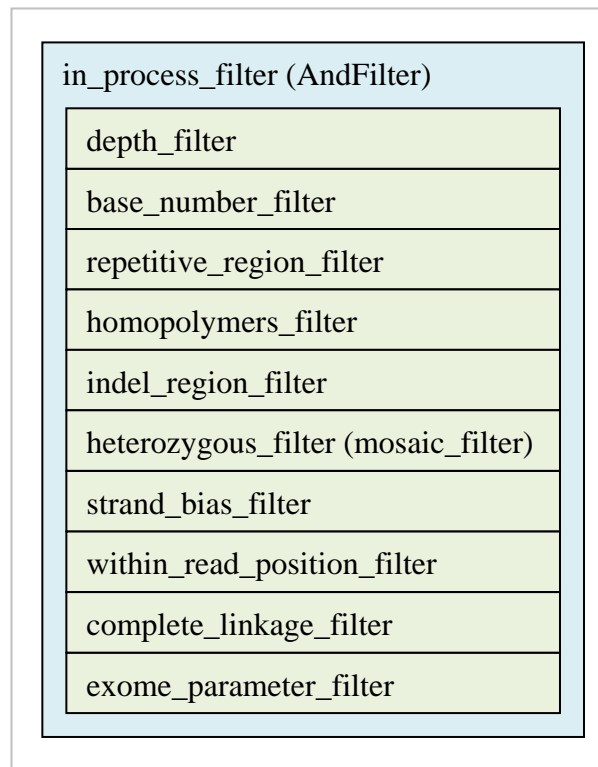 in_process_filter (AndFilter)
depth_filter
base_number_filter
repetitive_region_filter
homopolymers_filter
indel_region_filter
heterozygous_filter (mosaic_filter)
strand_bias_filter
within_read_position_filter
complete_linkage_filter
exome_parameter_filter